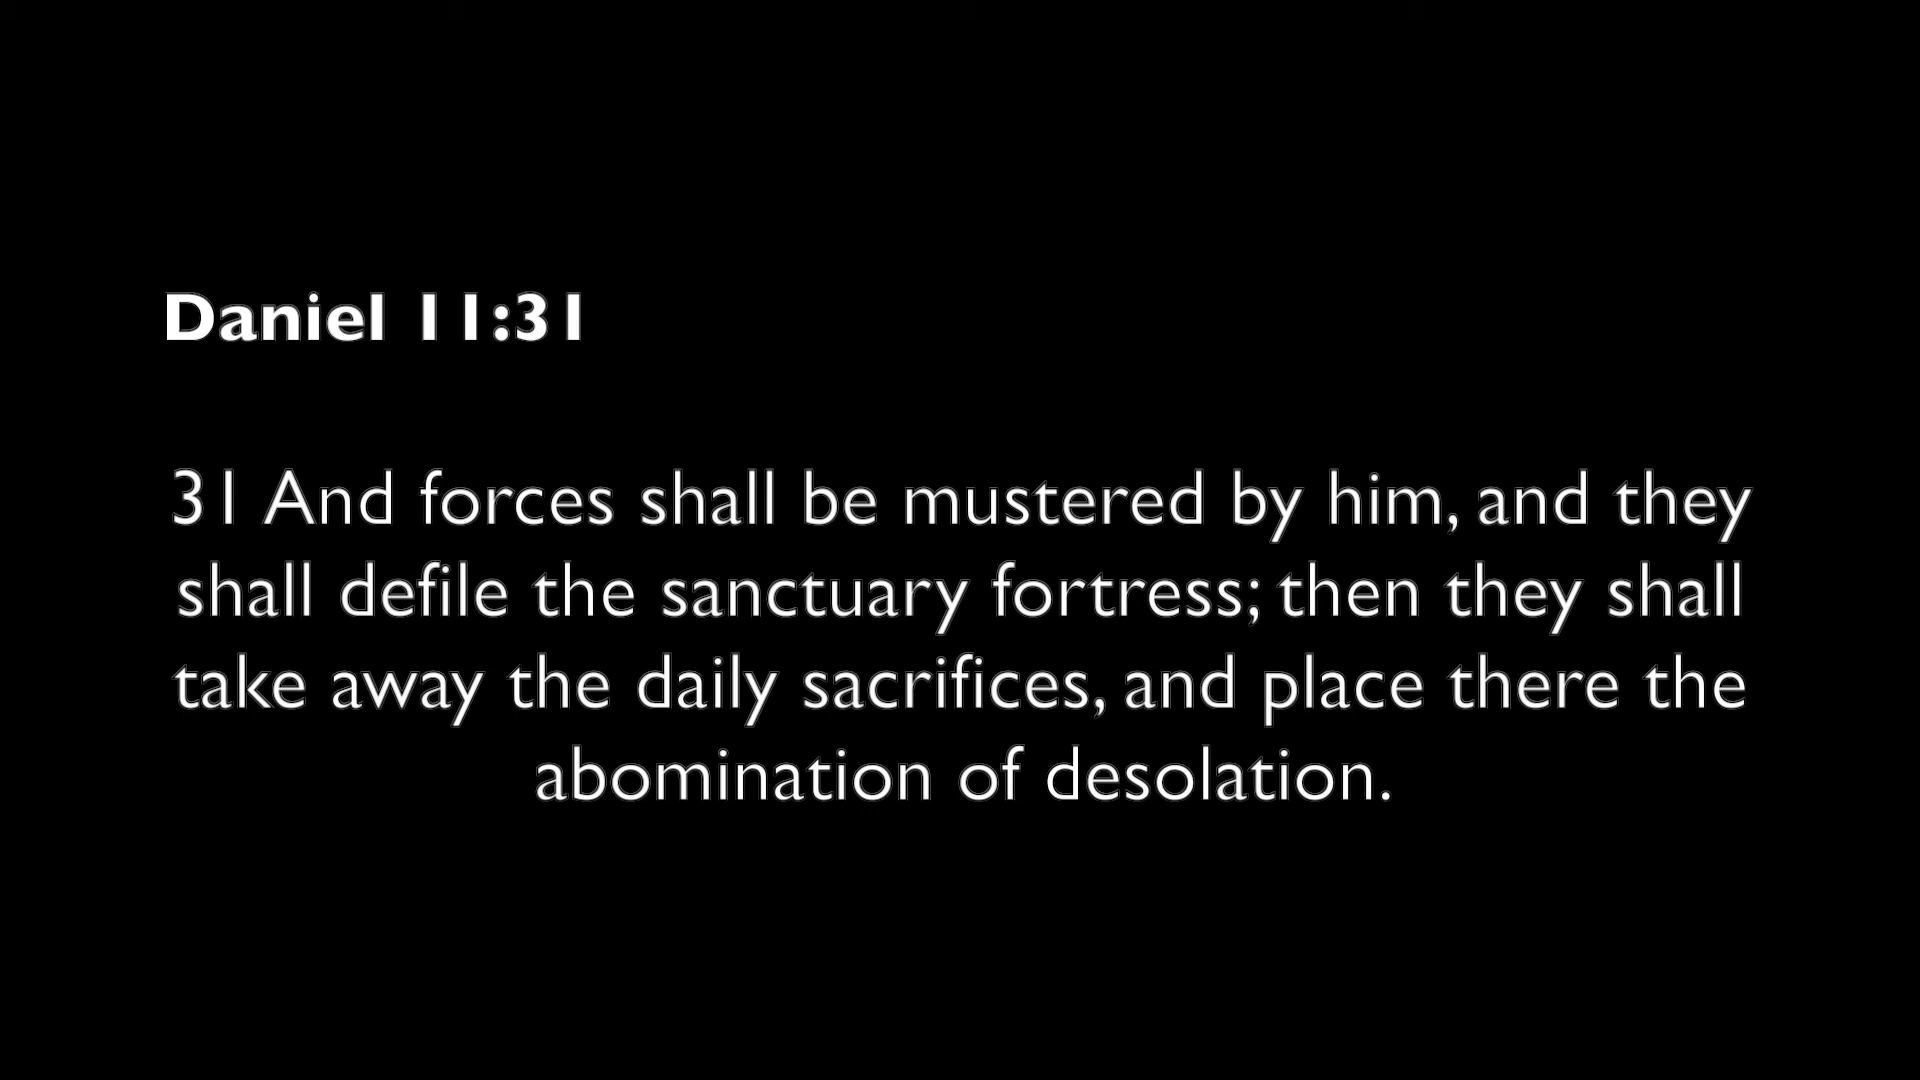 Daniel 11:31
31 And forces shall be mustered by him, and they
shall defile the sanctuary fortress; then they shall
take away the daily sacrifices, and place there the
abomination of desolation.